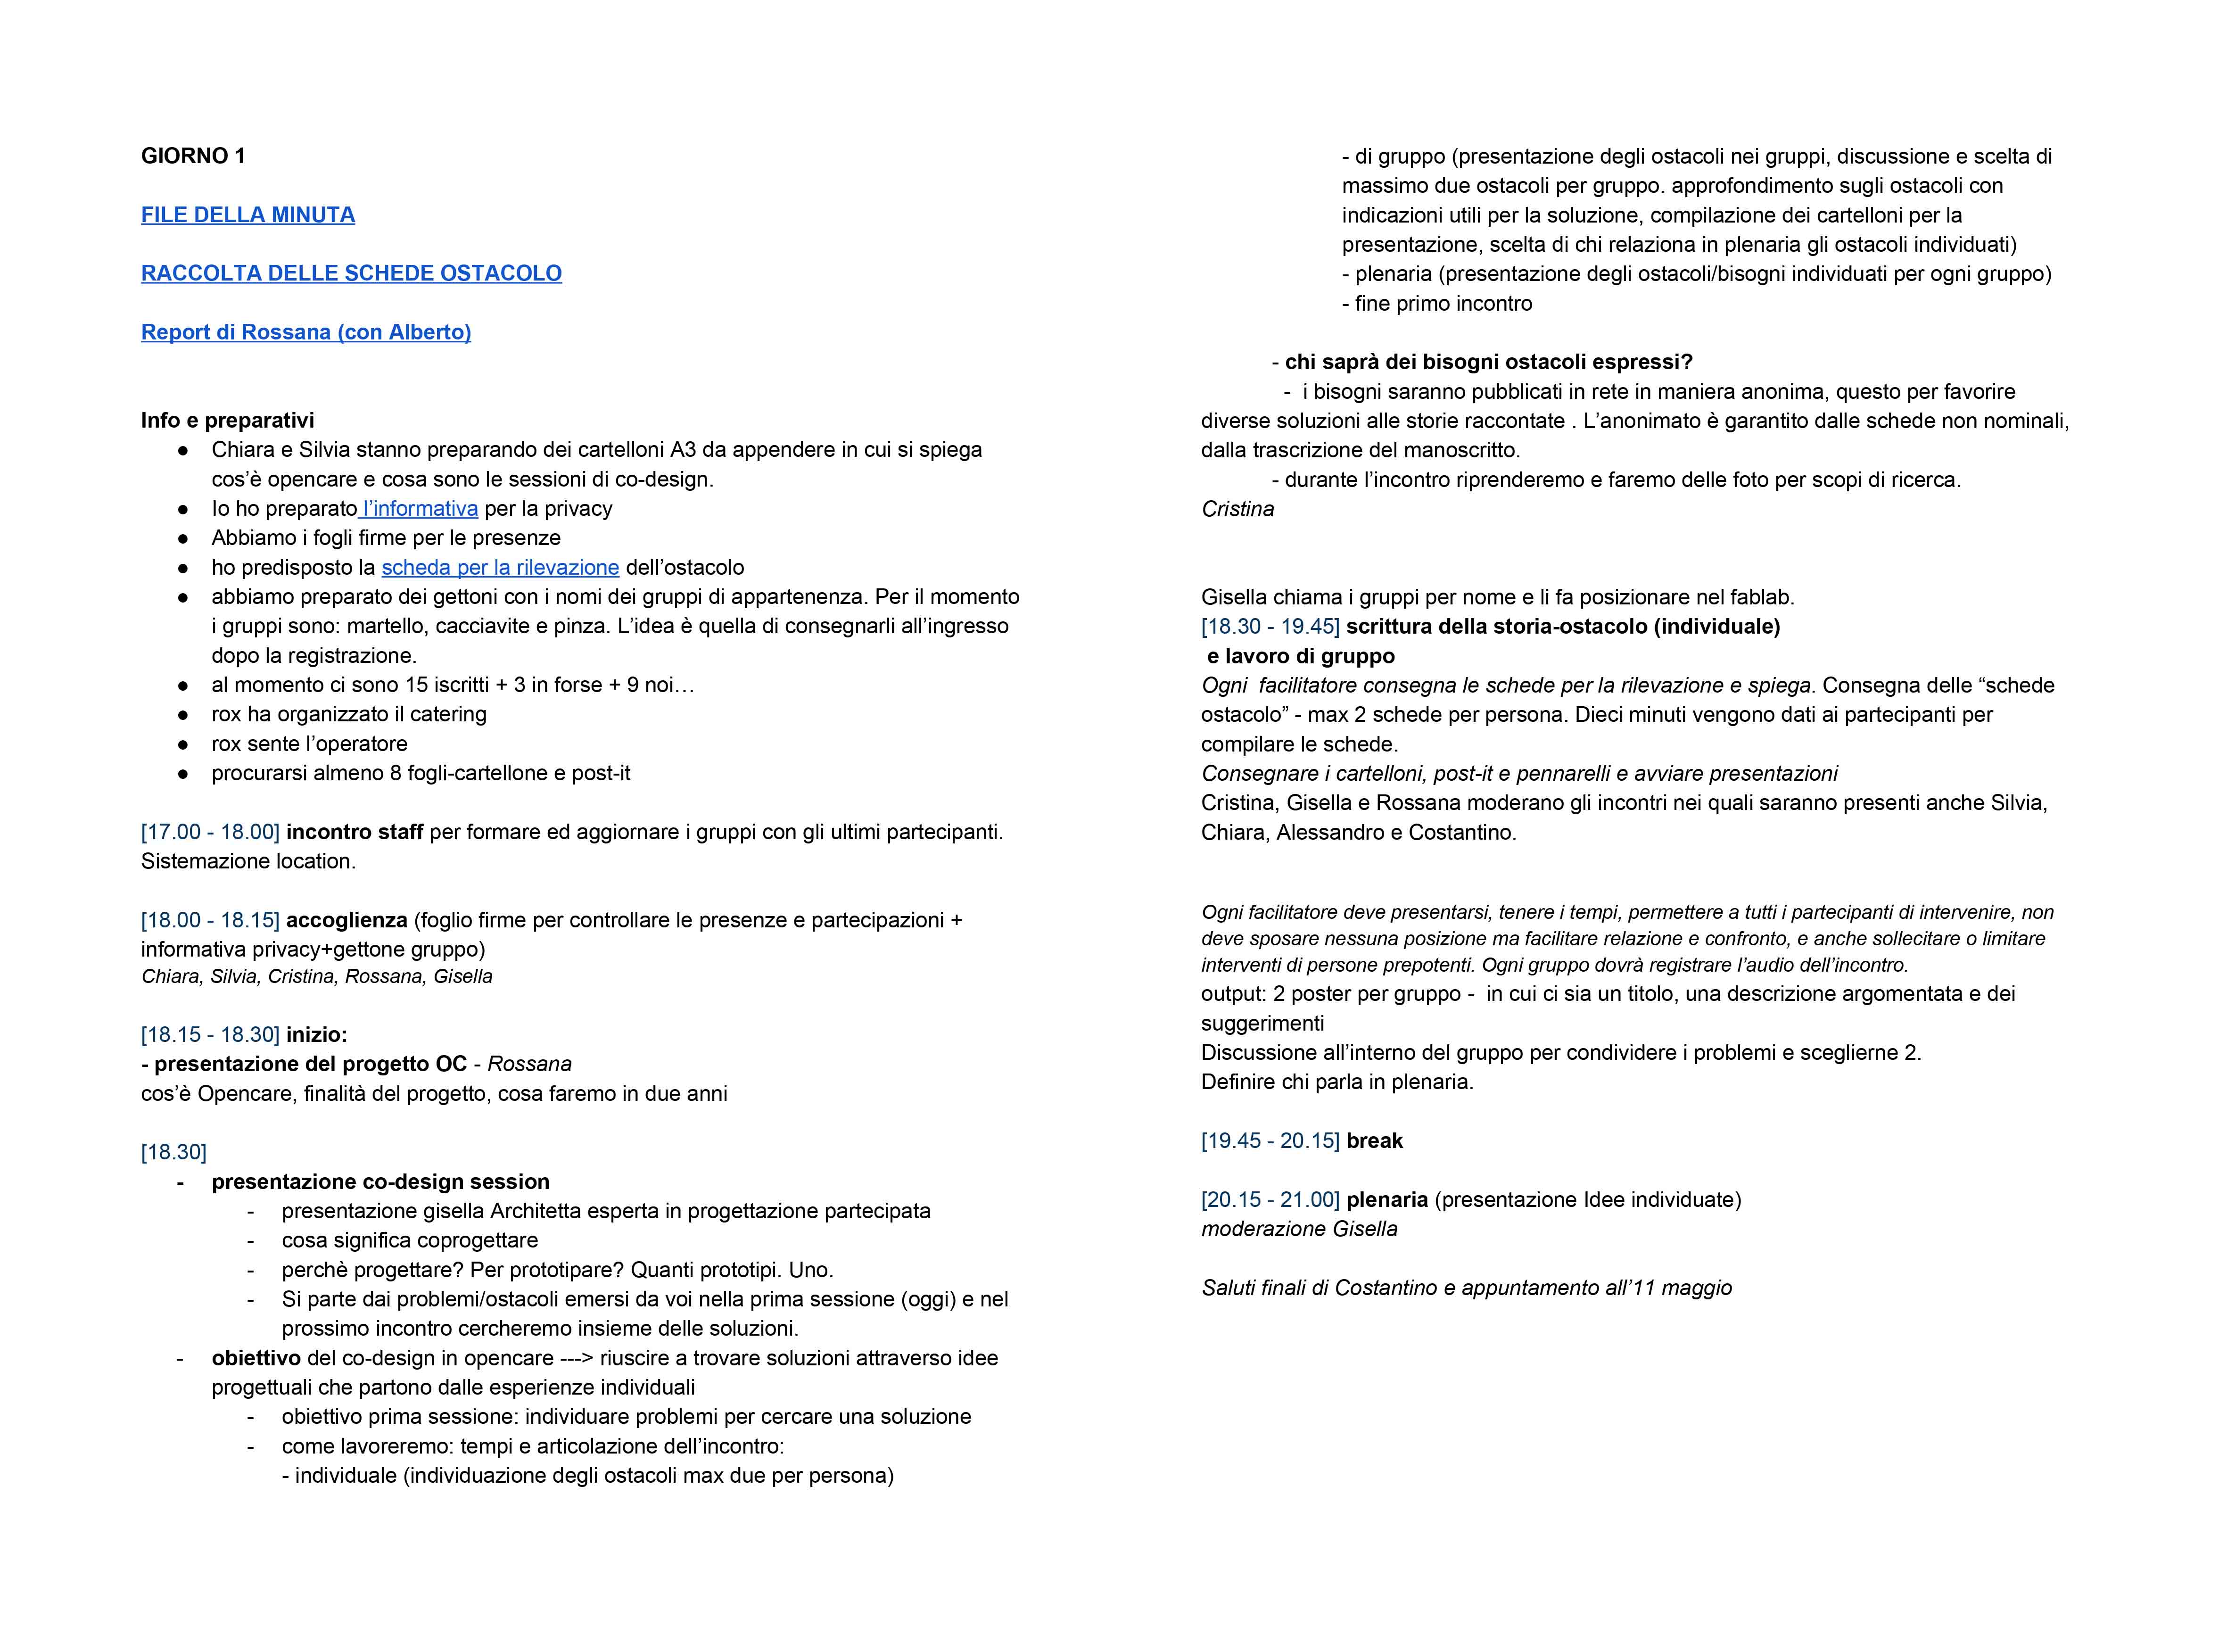 GIORNO 1
FILE DELLA MINUTA
RACCOLTA DELLE SCHEDE OSTACOLO
Report di Rossana (con Alberto)
Info e preparativi
● Chiara e Silvia stanno preparando dei cartelloni A3 da appendere in cui si spiega
cos’è opencare e cosa sono le sessioni di co-design.
● Io ho preparato l’informativa per la privacy
● Abbiamo i fogli firme per le presenze
● ho predisposto la scheda per la rilevazione dell’ostacolo
● abbiamo preparato dei gettoni con i nomi dei gruppi di appartenenza. Per il momento
i gruppi sono: martello, cacciavite e pinza. L’idea è quella di consegnarli all’ingresso
dopo la registrazione.
● al momento ci sono 15 iscritti + 3 in forse + 9 noi…
● rox ha organizzato il catering
● rox sente l’operatore
● procurarsi almeno 8 fogli-cartellone e post-it
[17.00 - 18.00] incontro staff per formare ed aggiornare i gruppi con gli ultimi partecipanti.
Sistemazione location.
[18.00 - 18.15] accoglienza (foglio firme per controllare le presenze e partecipazioni +
informativa privacy+gettone gruppo)
Chiara, Silvia, Cristina, Rossana, Gisella
[18.15 - 18.30] inizio:
- presentazione del progetto OC - Rossana
cos’è Opencare, finalità del progetto, cosa faremo in due anni
[18.30]
- presentazione co-design session
- presentazione gisella Architetta esperta in progettazione partecipata
- cosa significa coprogettare
- perchè progettare? Per prototipare? Quanti prototipi. Uno.
- Si parte dai problemi/ostacoli emersi da voi nella prima sessione (oggi) e nel
prossimo incontro cercheremo insieme delle soluzioni.
- obiettivo del co-design in opencare ---> riuscire a trovare soluzioni attraverso idee
progettuali che partono dalle esperienze individuali
- obiettivo prima sessione: individuare problemi per cercare una soluzione
- come lavoreremo: tempi e articolazione dell’incontro:
- individuale (individuazione degli ostacoli max due per persona)
- di gruppo (presentazione degli ostacoli nei gruppi, discussione e scelta di
massimo due ostacoli per gruppo. approfondimento sugli ostacoli con
indicazioni utili per la soluzione, compilazione dei cartelloni per la
presentazione, scelta di chi relaziona in plenaria gli ostacoli individuati)
- plenaria (presentazione degli ostacoli/bisogni individuati per ogni gruppo)
- fine primo incontro
- chi saprà dei bisogni ostacoli espressi?
- i bisogni saranno pubblicati in rete in maniera anonima, questo per favorire
diverse soluzioni alle storie raccontate . L’anonimato è garantito dalle schede non nominali,
dalla trascrizione del manoscritto.
- durante l’incontro riprenderemo e faremo delle foto per scopi di ricerca.
Cristina
Gisella chiama i gruppi per nome e li fa posizionare nel fablab.
[18.30 - 19.45] scrittura della storia-ostacolo (individuale)
e lavoro di gruppo
Ogni facilitatore consegna le schede per la rilevazione e spiega. Consegna delle “schede
ostacolo” - max 2 schede per persona. Dieci minuti vengono dati ai partecipanti per
compilare le schede.
Consegnare i cartelloni, post-it e pennarelli e avviare presentazioni
Cristina, Gisella e Rossana moderano gli incontri nei quali saranno presenti anche Silvia,
Chiara, Alessandro e Costantino.
Ogni facilitatore deve presentarsi, tenere i tempi, permettere a tutti i partecipanti di intervenire, non
deve sposare nessuna posizione ma facilitare relazione e confronto, e anche sollecitare o limitare
interventi di persone prepotenti. Ogni gruppo dovrà registrare l’audio dell’incontro.
output: 2 poster per gruppo - in cui ci sia un titolo, una descrizione argomentata e dei
suggerimenti
Discussione all’interno del gruppo per condividere i problemi e sceglierne 2.
Definire chi parla in plenaria.
[19.45 - 20.15] break
[20.15 - 21.00] plenaria (presentazione Idee individuate)
moderazione Gisella
Saluti finali di Costantino e appuntamento all’11 maggio